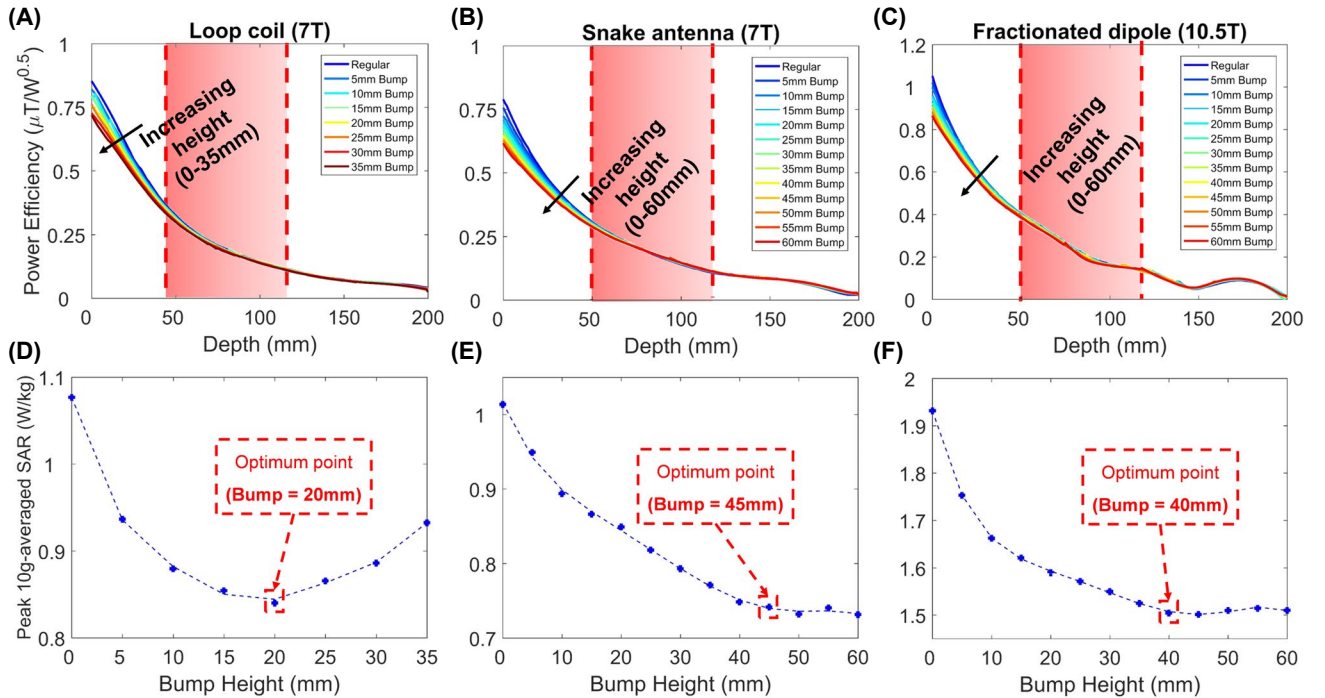 (A)
Loop coil (7T)
Power Efficiency (μT/W^0.5)
1
0.75
0.5
0.25
0
Increasing
height
(0-35mm)
Regular
5mm Bump
10mm Bump
15mm Bump
20mm Bump
25mm Bump
30mm Bump
35mm Bump
0
50
100
150
200
Depth (mm)
(B)
Snake antenna (7T)
1
0.75
0.5
0.25
0
Increasing
height
(0-60mm)
Regular
5mm Bump
10mm Bump
15mm Bump
20mm Bump
25mm Bump
30mm Bump
35mm Bump
40mm Bump
45mm Bump
50mm Bump
55mm Bump
60mm Bump
0
50
100
150
200
Depth (mm)
(C)
Fractionated dipole (10.5T)
1.2
1
0.8
0.6
0.4
0.2
0
Increasing
height
(0-60mm)
Regular
5mm Bump
10mm Bump
15mm Bump
20mm Bump
25mm Bump
30mm Bump
35mm Bump
40mm Bump
45mm Bump
50mm Bump
55mm Bump
60mm Bump
0
50
100
150
200
Depth (mm)
(D)
Peak 10g-averaged SAR (W/kg)
1.1
1
0.9
0.8
Optimum point
(Bump = 20mm)
0
5
10
15
20
25
30
35
Bump Height (mm)
(E)
1
0.9
0.8
0.7
Optimum point
(Bump = 45mm)
0
10
20
30
40
50
60
Bump Height (mm)
(F)
2
1.9
1.8
1.7
1.6
1.5
1.4
Optimum point
(Bump = 40mm)
0
10
20
30
40
50
60
Bump Height (mm)